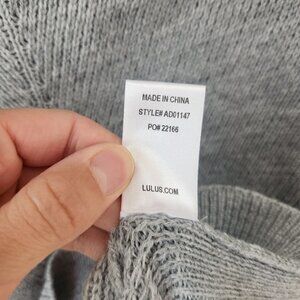 MADE IN CHINA
STYLE# AD01147
PO# 22166
LULUS.COM